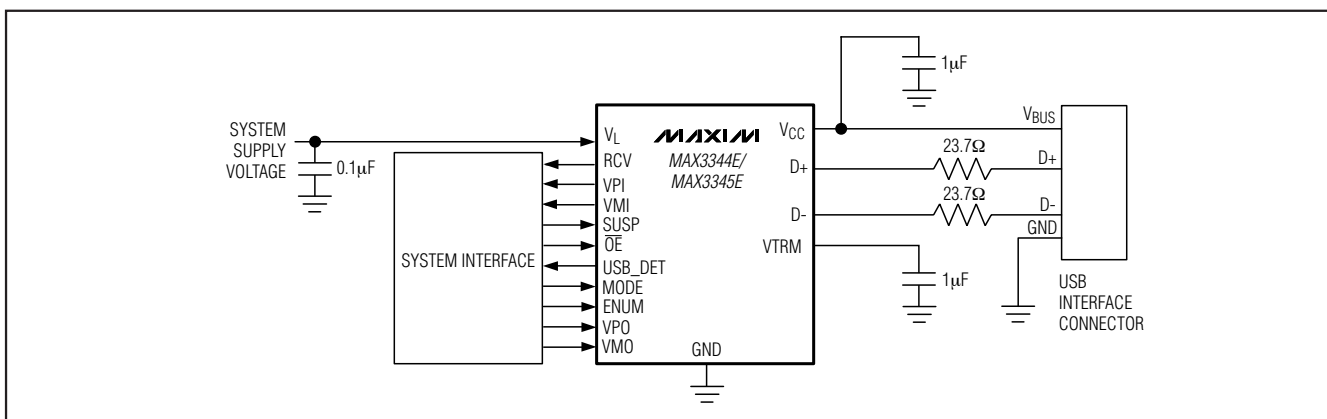 1µF
SYSTEM
SUPPLY
VOLTAGE
0.1µF
SYSTEM INTERFACE
VL
RCV
VPI
VMI
SUSP
OE
USB_DET
MODE
ENUM
VPO
VMO
MAXIM
MAX3344E/
MAX3345E
GND
VCC
D+
D-
VTRM
1µF
23.7Ω
23.7Ω
VBUS
D+
D-
GND
USB
INTERFACE
CONNECTOR